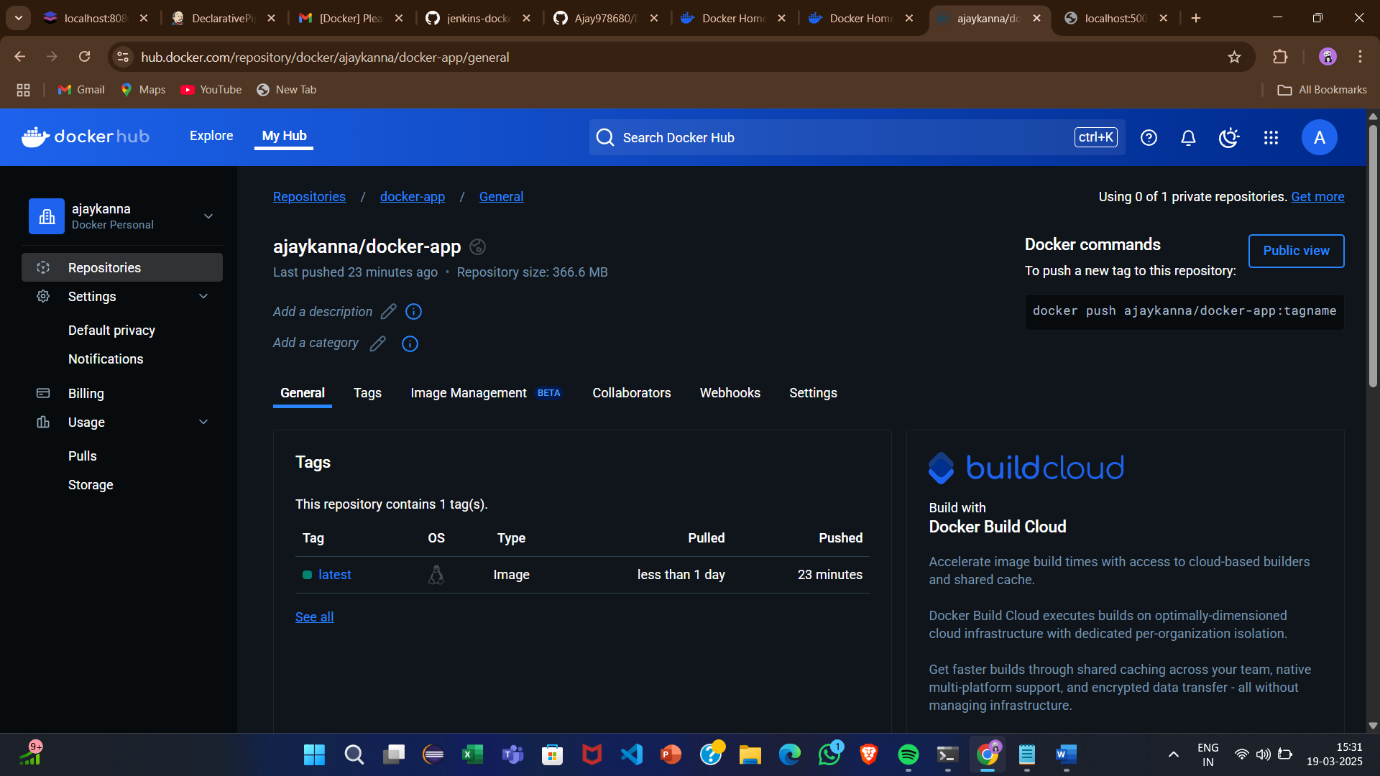 localhost:808
DeclarativePip
[Docker] Plea
jenkins-docke
Ajay978680/D
Docker Home
Docker Home
ajaykanna/do
localhost:500
hub.docker.com/repository/docker/ajaykanna/docker-app/general
Gmail
Maps
YouTube
New Tab
All Bookmarks
dockerhub
Explore
My Hub
Search Docker Hub
ctrl+K
A
ajaykanna
Docker Personal
Repositories
Settings
Default privacy
Notifications
Billing
Usage
Pulls
Storage
Repositories / docker-app / General
Using 0 of 1 private repositories. Get more
ajaykanna/docker-app
Last pushed 23 minutes ago • Repository size: 366.6 MB
Add a description
Add a category
Docker commands
Public view
To push a new tag to this repository:
docker push ajaykanna/docker-app:tagname
General
Tags
Image Management BETA
Collaborators
Webhooks
Settings
Tags
This repository contains 1 tag(s).
Tag OS Type Pulled Pushed
latest Image less than 1 day 23 minutes
See all
buildcloud
Build with
Docker Build Cloud
Accelerate image build times with access to cloud-based builders
and shared cache.
Docker Build Cloud executes builds on optimally-dimensioned
cloud infrastructure with dedicated per-organization isolation.
Get faster builds through shared caching across your team, native
multi-platform support, and encrypted data transfer - all without
managing infrastructure.
9+
1
ENG
IN
15:31
19-03-2025